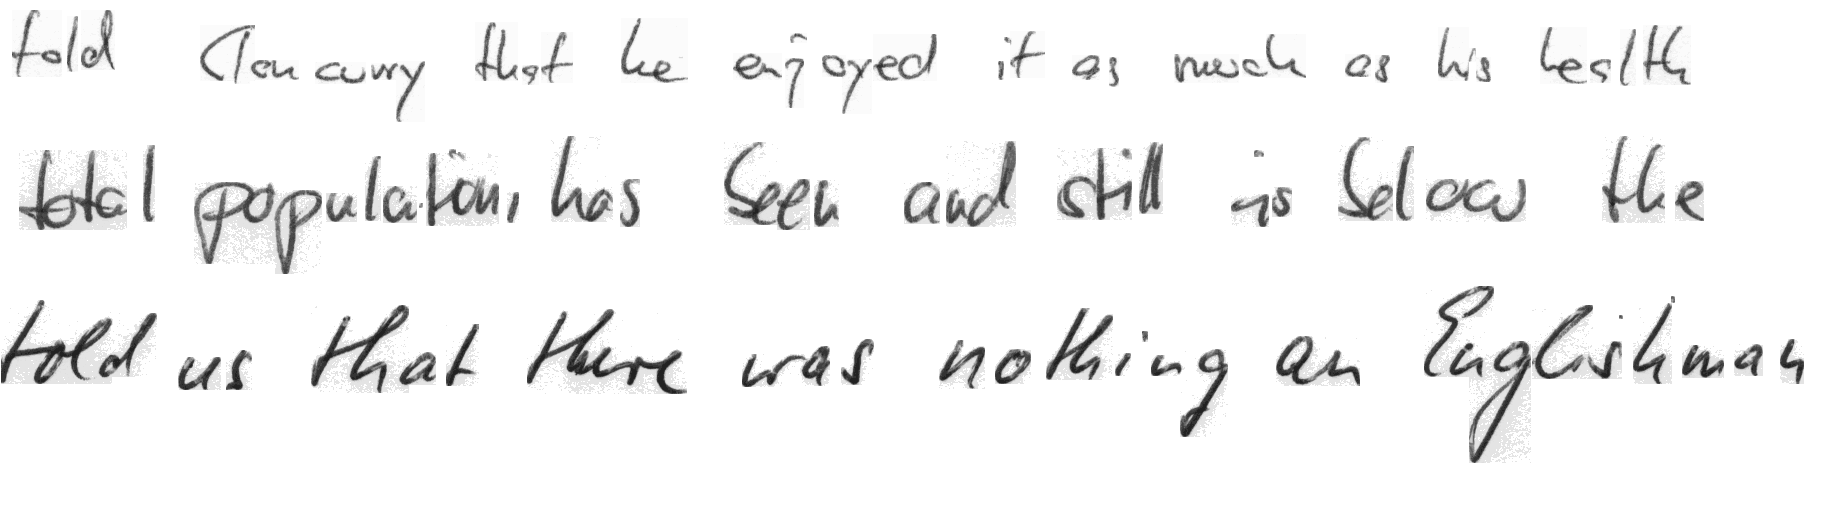 told Cloncurry that he enjoyed it as much as his health
total population, has been and still is below the
told us that there was nothing an Englishman